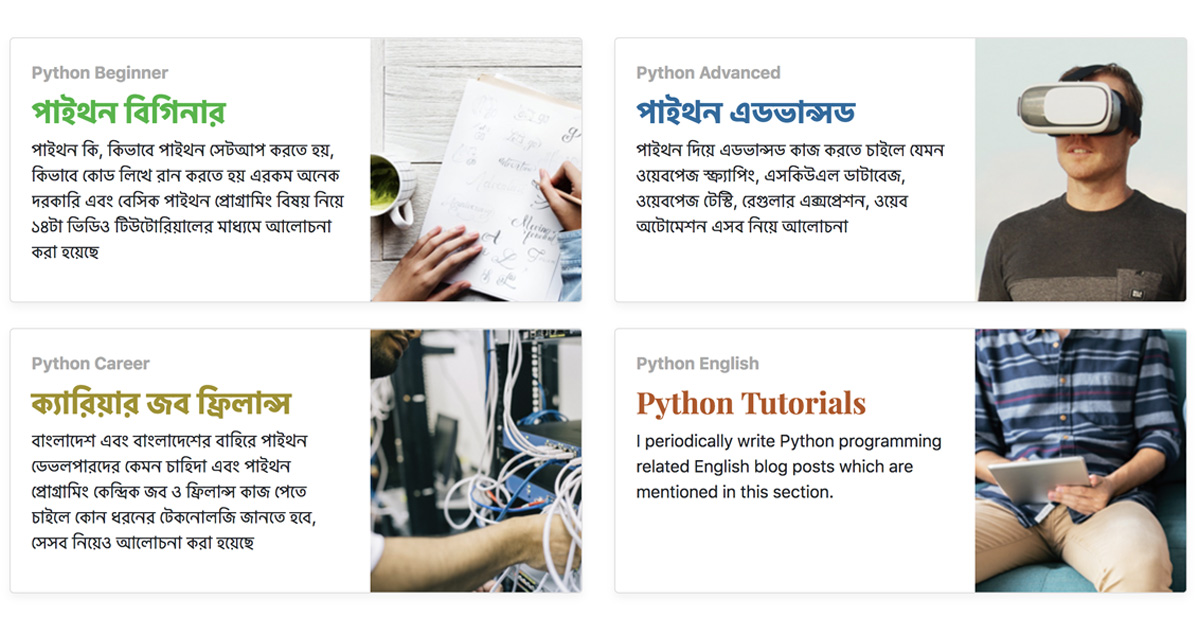 Python Beginner
পাইথন বিগিনার
পাইথন কি, কিভাবে পাইথন সেটআপ করতে হয়,
কিভাবে কোড লিখে রান করতে হয় এরকম অনেক
দরকারি এবং বেসিক পাইথন প্রোগ্রামিং বিষয় নিয়ে
১৪টা ভিডিও টিউটোরিয়ালের মাধ্যমে আলোচনা
করা হয়েছে
Python Advanced
পাইথন এডভান্সড
পাইথন দিয়ে এডভান্সড কাজ করতে চাইলে যেমন
ওয়েবপেজ স্ক্র্যাপিং, এসকিউএল ডাটাবেজ,
ওয়েবপেজ টেস্টি, রেগুলার এক্সপ্রেশন, ওয়েব
অটোমেশন এসব নিয়ে আলোচনা
Python Career
ক্যারিয়ার জব ফ্রিলান্স
বাংলাদেশ এবং বাংলাদেশের বাহিরে পাইথন
ডেভলপারদের কেমন চাহিদা এবং পাইথন
প্রোগ্রামিং কেন্দ্রিক জব ও ফ্রিলান্স কাজ পেতে
চাইলে কোন ধরনের টেকনোলজি জানতে হবে,
সেসব নিয়েও আলোচনা করা হয়েছে
Python English
Python Tutorials
I periodically write Python programming
related English blog posts which are
mentioned in this section.